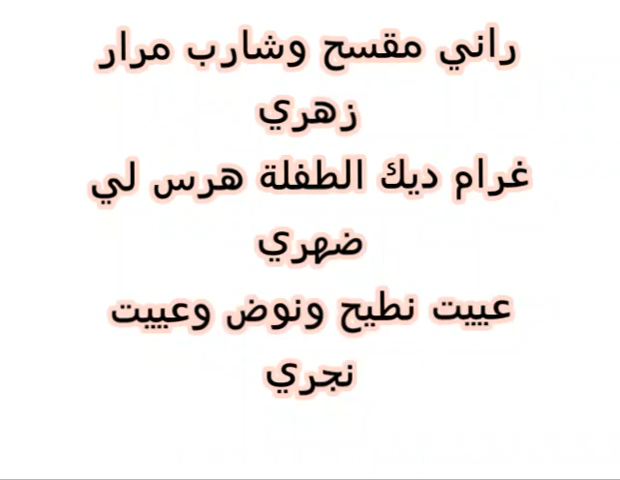 راني مقسح وشارب مرار
زهري
غرام ديك الطفلة هرس لي
ضهري
عييت نطيح ونوض وعييت
نجري